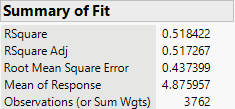 Summary of Fit
RSquare 0.518422
RSquare Adj 0.517267
Root Mean Square Error 0.437399
Mean of Response 4.875957
Observations (or Sum Wgts) 3762